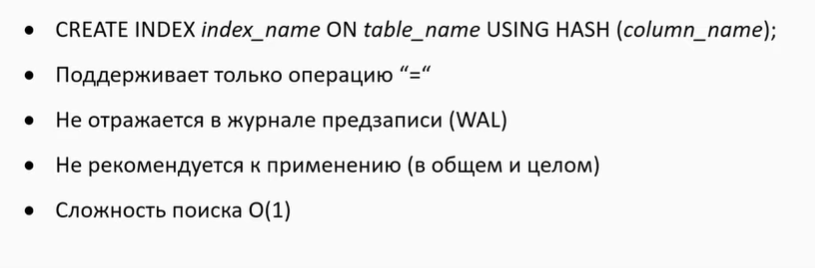 • CREATE INDEX index_name ON table_name USING HASH (column_name);
• Поддерживает только операцию “=“
• Не отражается в журнале предзаписи (WAL)
• Не рекомендуется к применению (в общем и целом)
• Сложность поиска O(1)